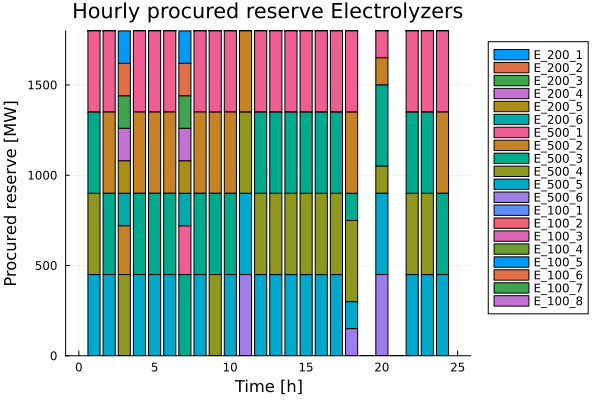 Hourly procured reserve Electrolyzers
Procured reserve [MW]
1500
1000
500
0
0 5 10 15 20 25
Time [h]
E_200_1
E_200_2
E_200_3
E_200_4
E_200_5
E_200_6
E_500_1
E_500_2
E_500_3
E_500_4
E_500_5
E_500_6
E_100_1
E_100_2
E_100_3
E_100_4
E_100_5
E_100_6
E_100_7
E_100_8